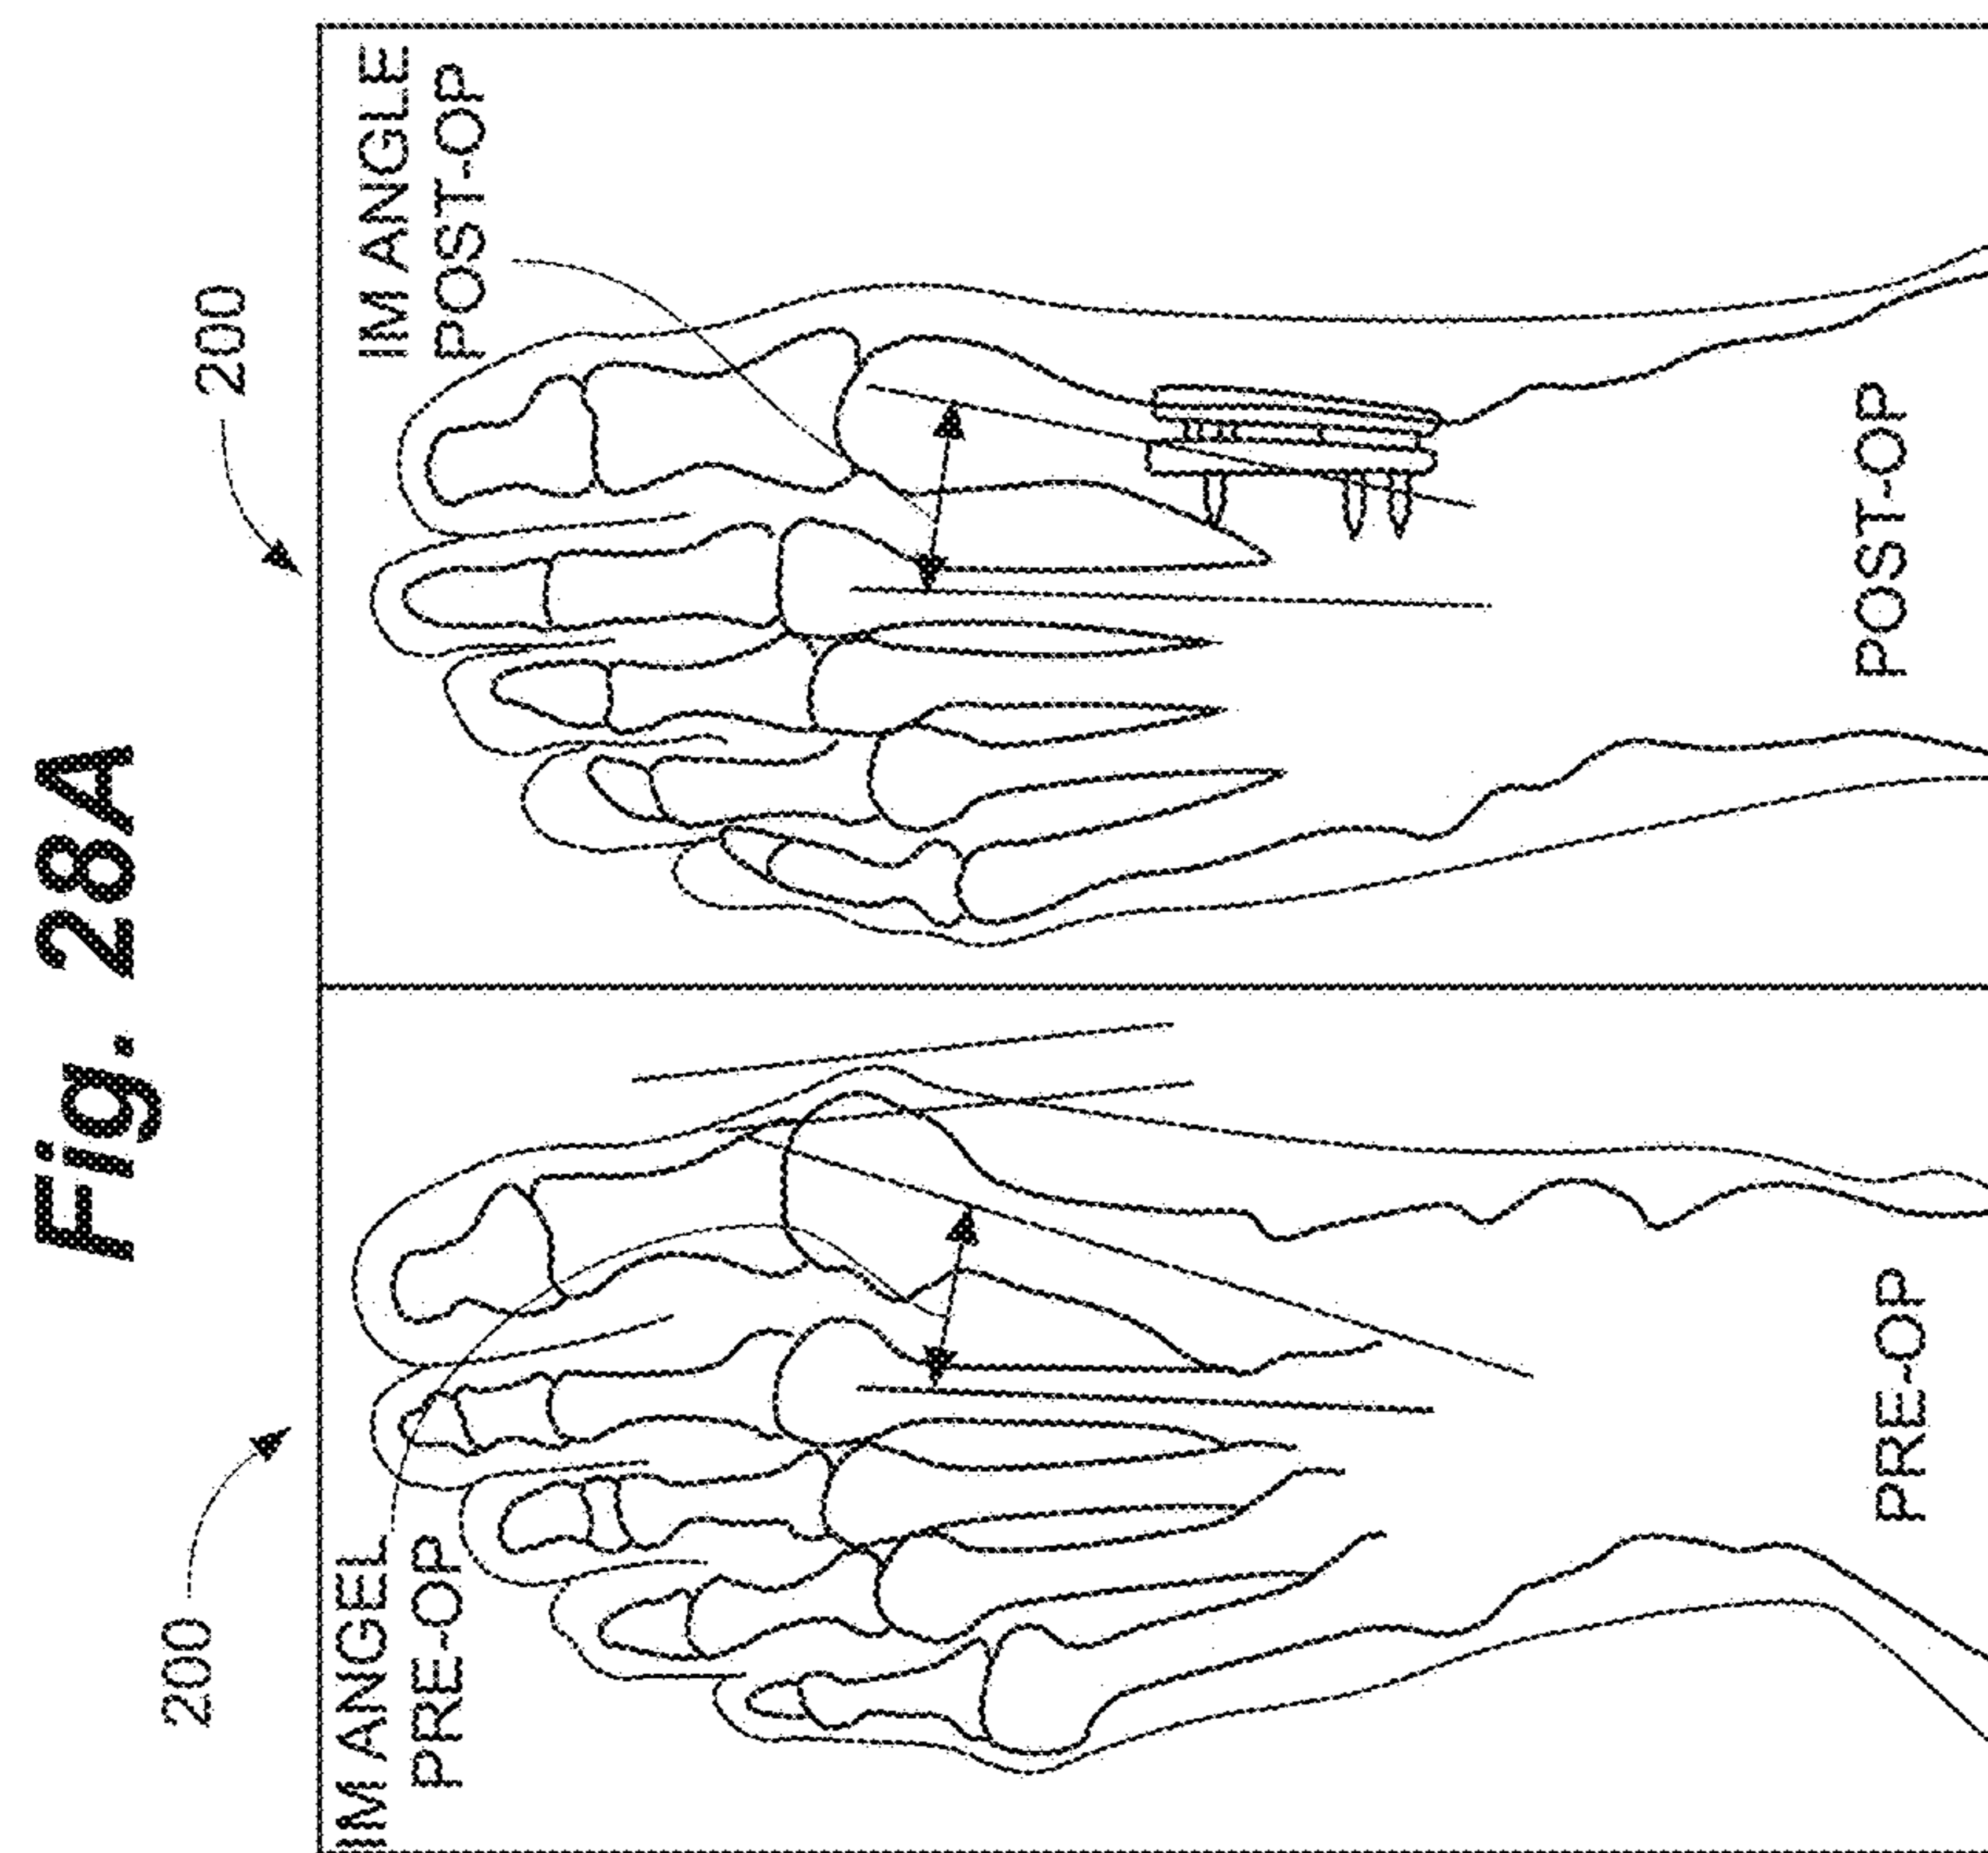 Fig. 28A
200
200
IM ANGEL
PRE-OP
IM ANGLE
POST-OP
PRE-OP
POST-OP